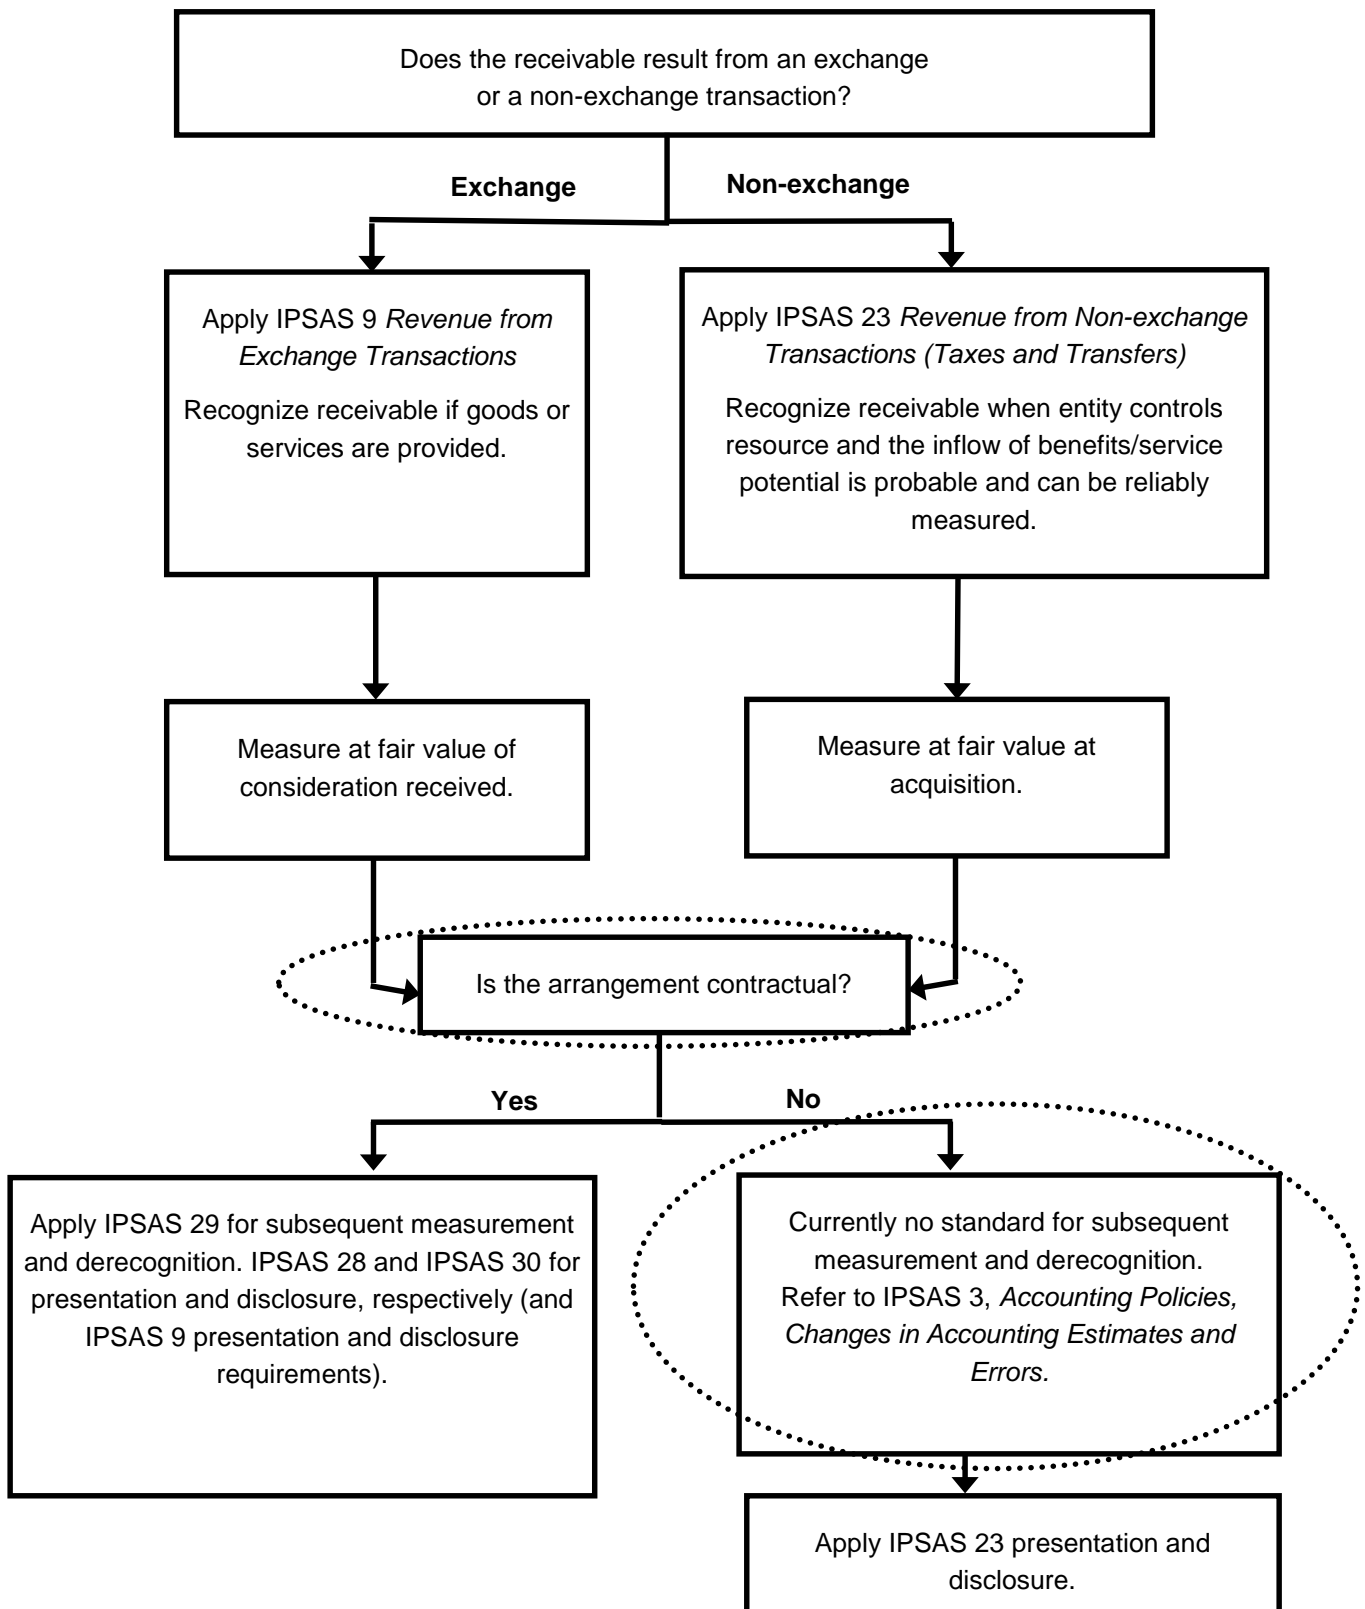 Does the receivable result from an exchange
or a non-exchange transaction?
Exchange
Non-exchange
Apply IPSAS 9 Revenue from
Exchange Transactions
Recognize receivable if goods or
services are provided.
Apply IPSAS 23 Revenue from Non-exchange
Transactions (Taxes and Transfers)
Recognize receivable when entity controls
resource and the inflow of benefits/service
potential is probable and can be reliably
measured.
Measure at fair value of
consideration received.
Measure at fair value at
acquisition.
Is the arrangement contractual?
Yes
No
Apply IPSAS 29 for subsequent measurement
and derecognition. IPSAS 28 and IPSAS 30 for
presentation and disclosure, respectively (and
IPSAS 9 presentation and disclosure
requirements).
Currently no standard for subsequent
measurement and derecognition.
Refer to IPSAS 3, Accounting Policies,
Changes in Accounting Estimates and
Errors.
Apply IPSAS 23 presentation and
disclosure.